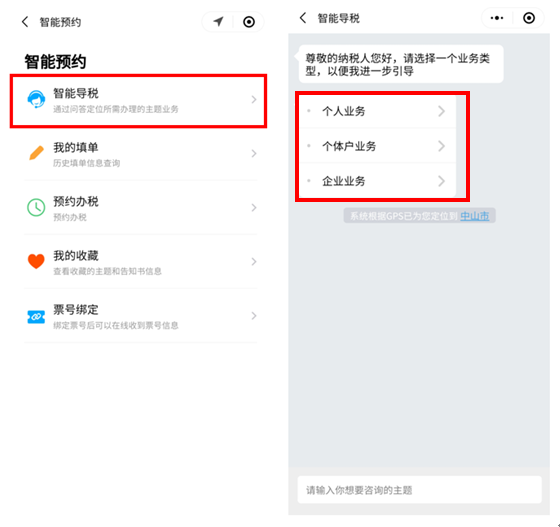 智能预约
智能预约
智能导税
通过问答定位所需办理的主题业务
我的填单
历史填单信息查询
预约办税
预约办税
我的收藏
查看收藏的主题和告知书信息
票号绑定
绑定票号后可以在线收到票号信息
智能导税
尊敬的纳税人您好，请选择一个业务类
型，以便我进一步引导
个人业务
个体户业务
企业业务
系统根据GPS已为您定位到 中山市
请输入你想要咨询的主题